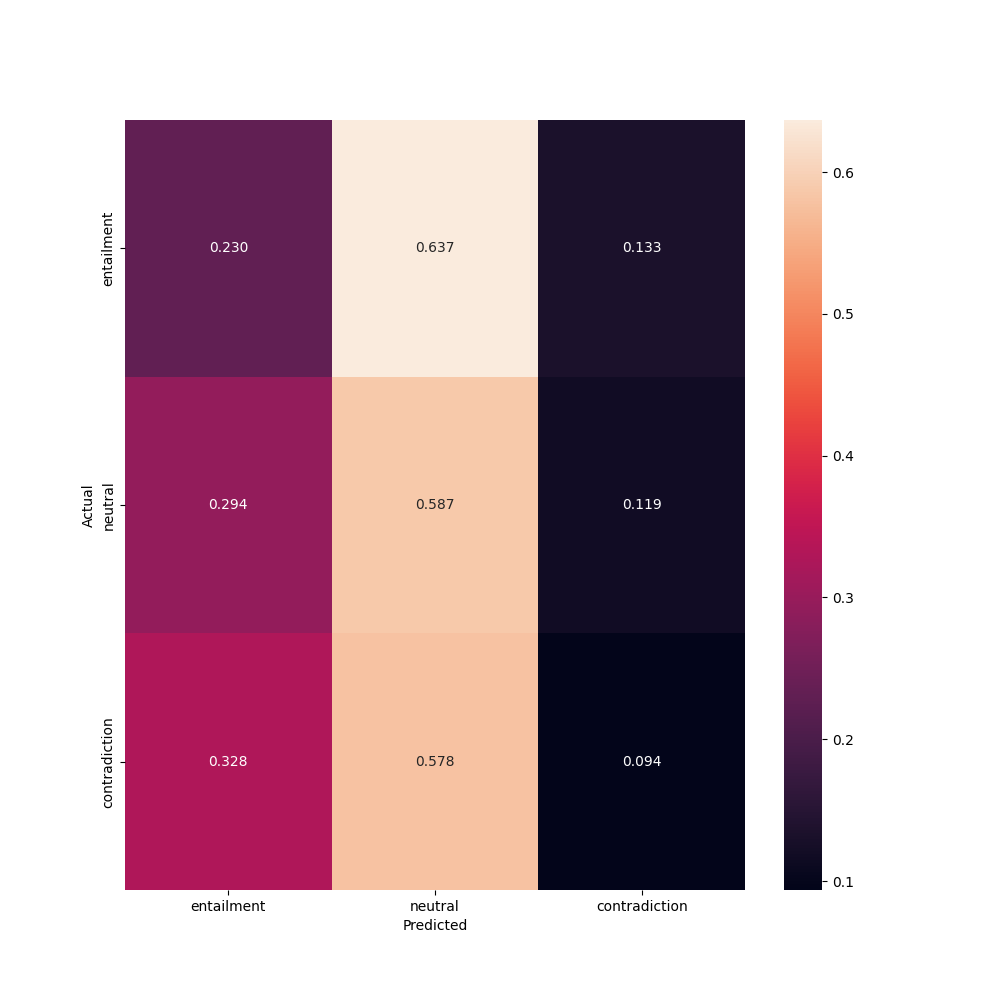 0.6
entailment
0.230 0.637 0.133
0.5
0.4
Actual
neutral
0.294 0.587 0.119
0.3
contradiction
0.328 0.578 0.094
0.2
0.1
entailment neutral contradiction
Predicted